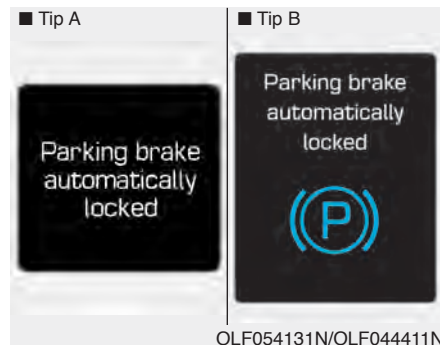 ■ Tip A
Parking brake
automatically
locked
■ Tip B
Parking brake
automatically
locked
P
OLF054131N/OLF044411N